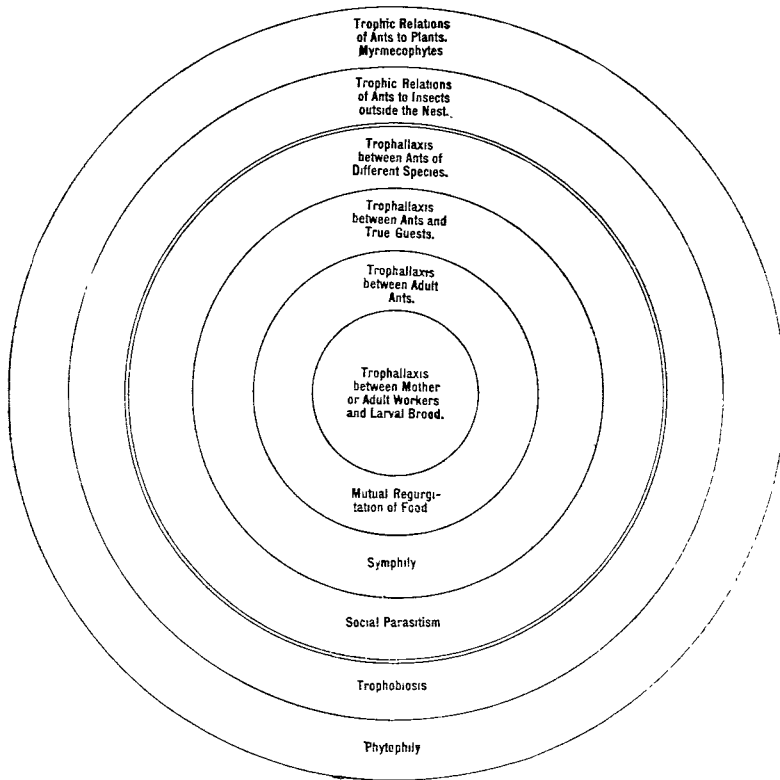 Trophic Relations
of Ants to Plants.
Myrmecophytes
Trophic Relations
of Ants to Insects
outside the Nest.
Trophallaxis
between Ants of
Different Species.
Trophallaxis
between Ants and
True Guests.
Trophallaxis
between Adult
Ants.
Trophallaxis
between Mother
or Adult Workers
and Larval Brood.
Mutual Regurgi-
tation of Food
Symphily
Social Parasitism
Trophobiosis
Phytophily